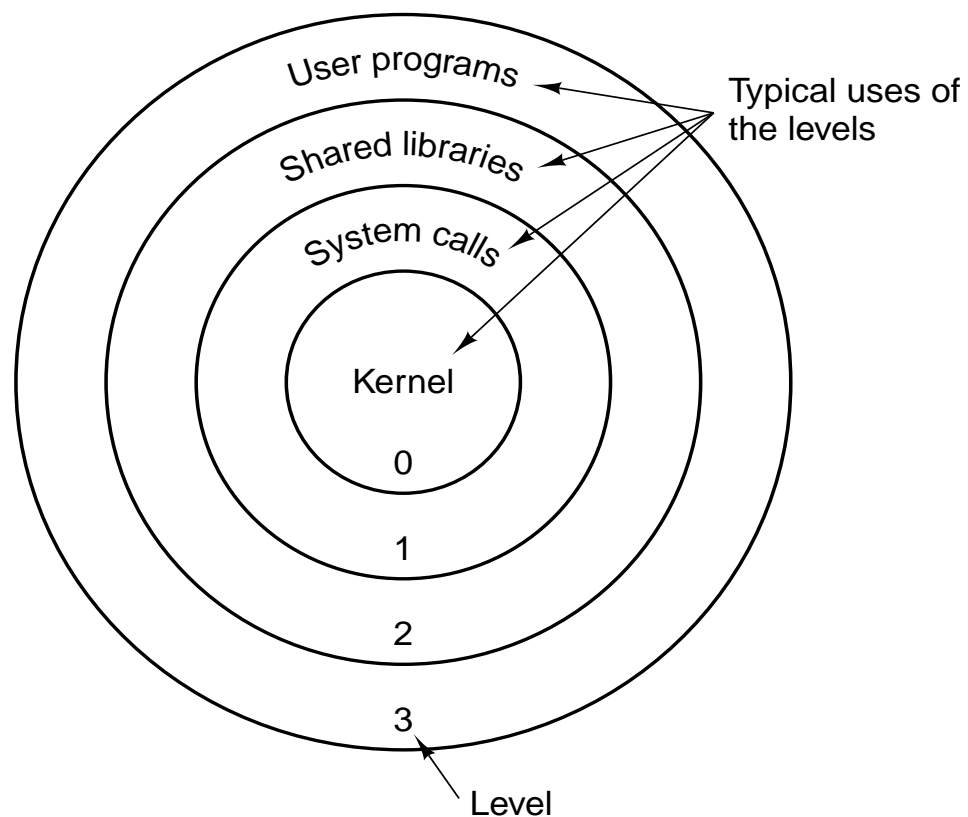 User programs
Typical uses of
the levels
Shared libraries
System calls
Kernel
0
1
2
3
Level